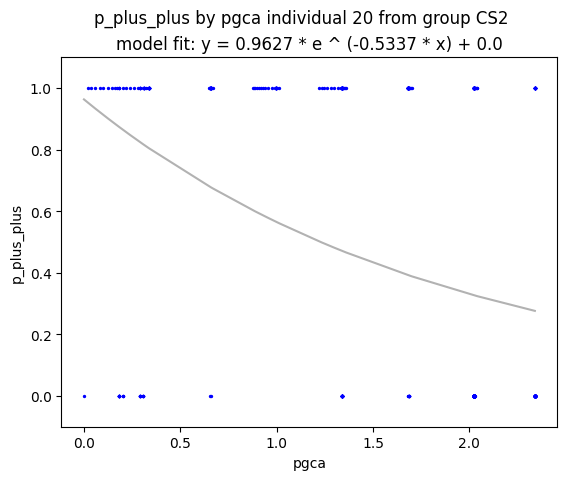 p_plus_plus by pgca individual 20 from group CS2
model fit: y = 0.9627 * e ^ (-0.5337 * x) + 0.0
1.0
0.8
0.6
0.4
0.2
0.0
p_plus_plus
0.0 0.5 1.0 1.5 2.0
pgca